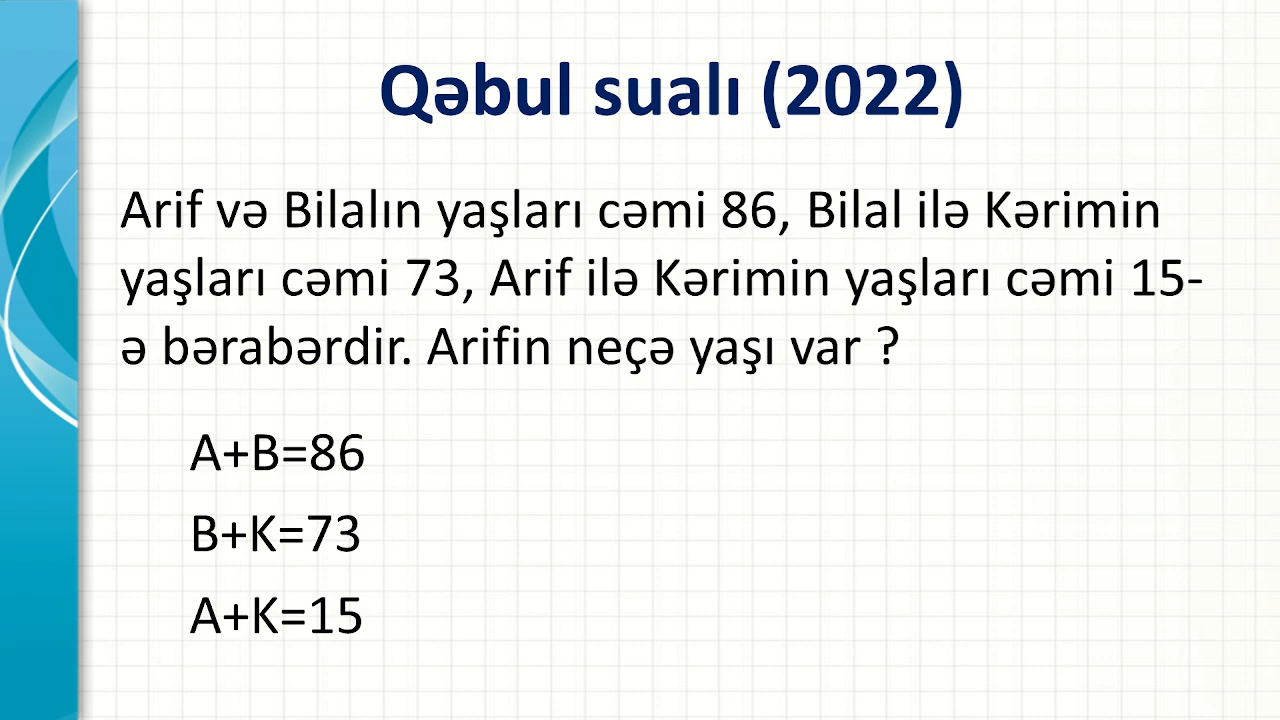 Qəbul sualı (2022)
Arif və Bilalın yaşları cəmi 86, Bilal ilə Kərimin
yaşları cəmi 73, Arif ilə Kərimin yaşları cəmi 15-
ə bərabərdir. Arifin neçə yaşı var ?
A+B=86
B+K=73
A+K=15